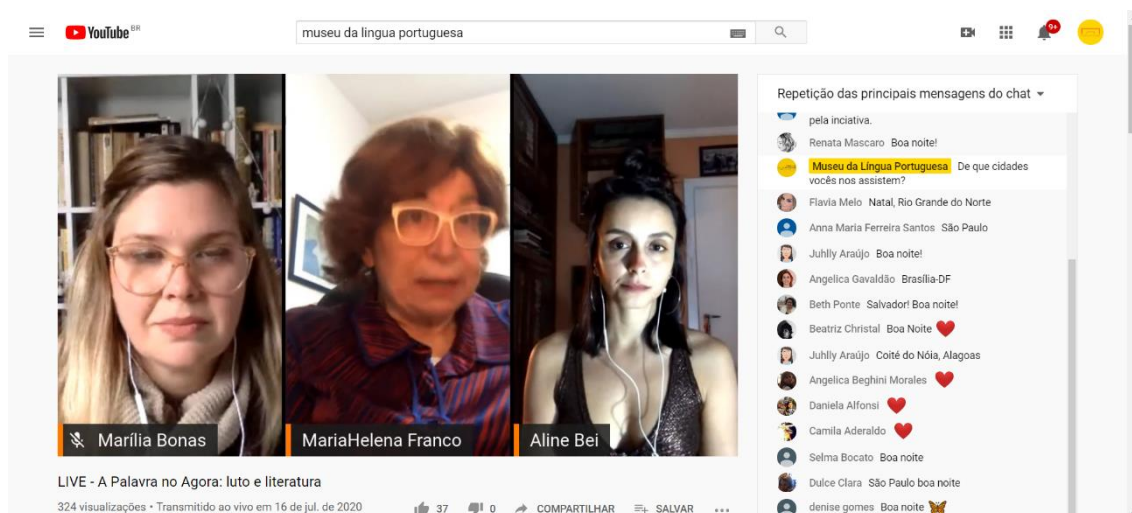 YouTube BR
museu da lingua portuguesa
9+
Marília Bonas
MariaHelena Franco
Aline Bei
LIVE - A Palavra no Agora: luto e literatura
324 visualizações • Transmitido ao vivo em 16 de jul. de 2020
37
0
COMPARTILHAR
SALVAR
Repetição das principais mensagens do chat
pela inciativa.
Renata Mascaro Boa noite!
Museu da Língua Portuguesa De que cidades
vocês nos assistem?
Flavia Melo Natal, Rio Grande do Norte
Anna Maria Ferreira Santos São Paulo
Juhlly Araújo Boa noite!
Angelica Gavaldão Brasília-DF
Beth Ponte Salvador! Boa noite!
Beatriz Christal Boa Noite
Juhlly Araújo Coité do Nóia, Alagoas
Angelica Beghini Morales
Daniela Alfonsi
Camila Aderaldo
Selma Bocato Boa noite
Dulce Clara São Paulo boa noite
denise gomes Boa noite